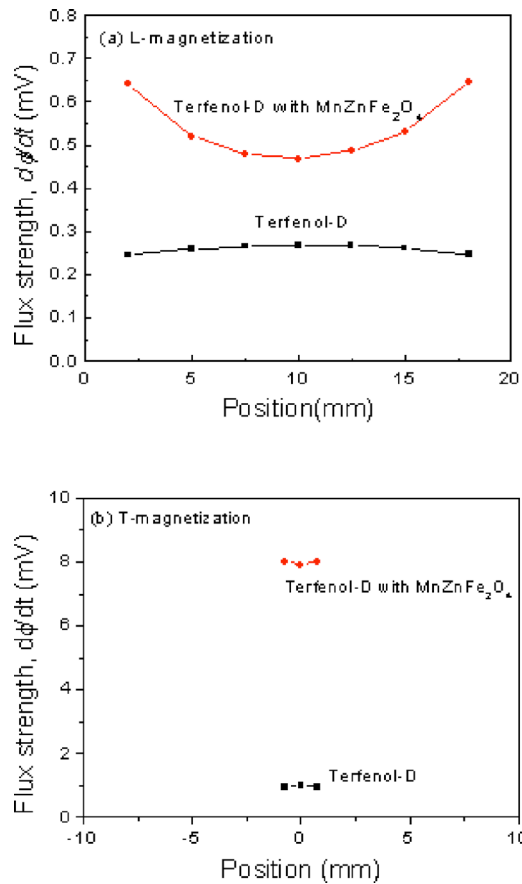 (a) L-magnetization
Flux strength, dϕ/dt (mV)
0.8
0.7
0.6
0.5
0.4
0.3
0.2
0.1
0.0
Terfenol-D with MnZnFe₂O₄
Terfenol-D
0 5 10 15 20
Position(mm)
(b) T-magnetization
Flux strength, dϕ/dt (mV)
10
8
6
4
2
0
Terfenol-D with MnZnFe₂O₄
Terfenol-D
-10 -5 0 5 10
Position (mm)